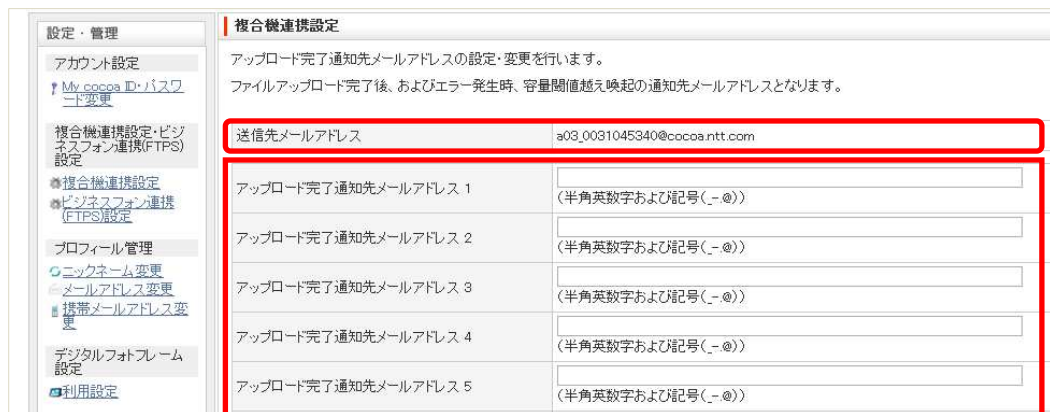 設定・管理
アカウント設定
My cocoa ID・パスワ
ード変更
複合機連携設定・ビジ
ネスフォン連携(FTPS)
設定
複合機連携設定
ビジネスフォン連携
(FTPS)設定
プロフィール管理
ニックネーム変更
メールアドレス変更
携帯メールアドレス変
更
デジタルフォトフレーム
設定
利用設定
複合機連携設定
アップロード完了通知先メールアドレスの設定・変更を行います。
ファイルアップロード完了後、およびエラー発生時、容量閾値越え喚起の通知先メールアドレスとなります。
送信先メールアドレス a03_0031045340@cocoa.ntt.com
アップロード完了通知先メールアドレス 1
(半角英数字および記号(_-.@))
アップロード完了通知先メールアドレス 2
(半角英数字および記号(_-.@))
アップロード完了通知先メールアドレス 3
(半角英数字および記号(_-.@))
アップロード完了通知先メールアドレス 4
(半角英数字および記号(_-.@))
アップロード完了通知先メールアドレス 5
(半角英数字および記号(_-.@))